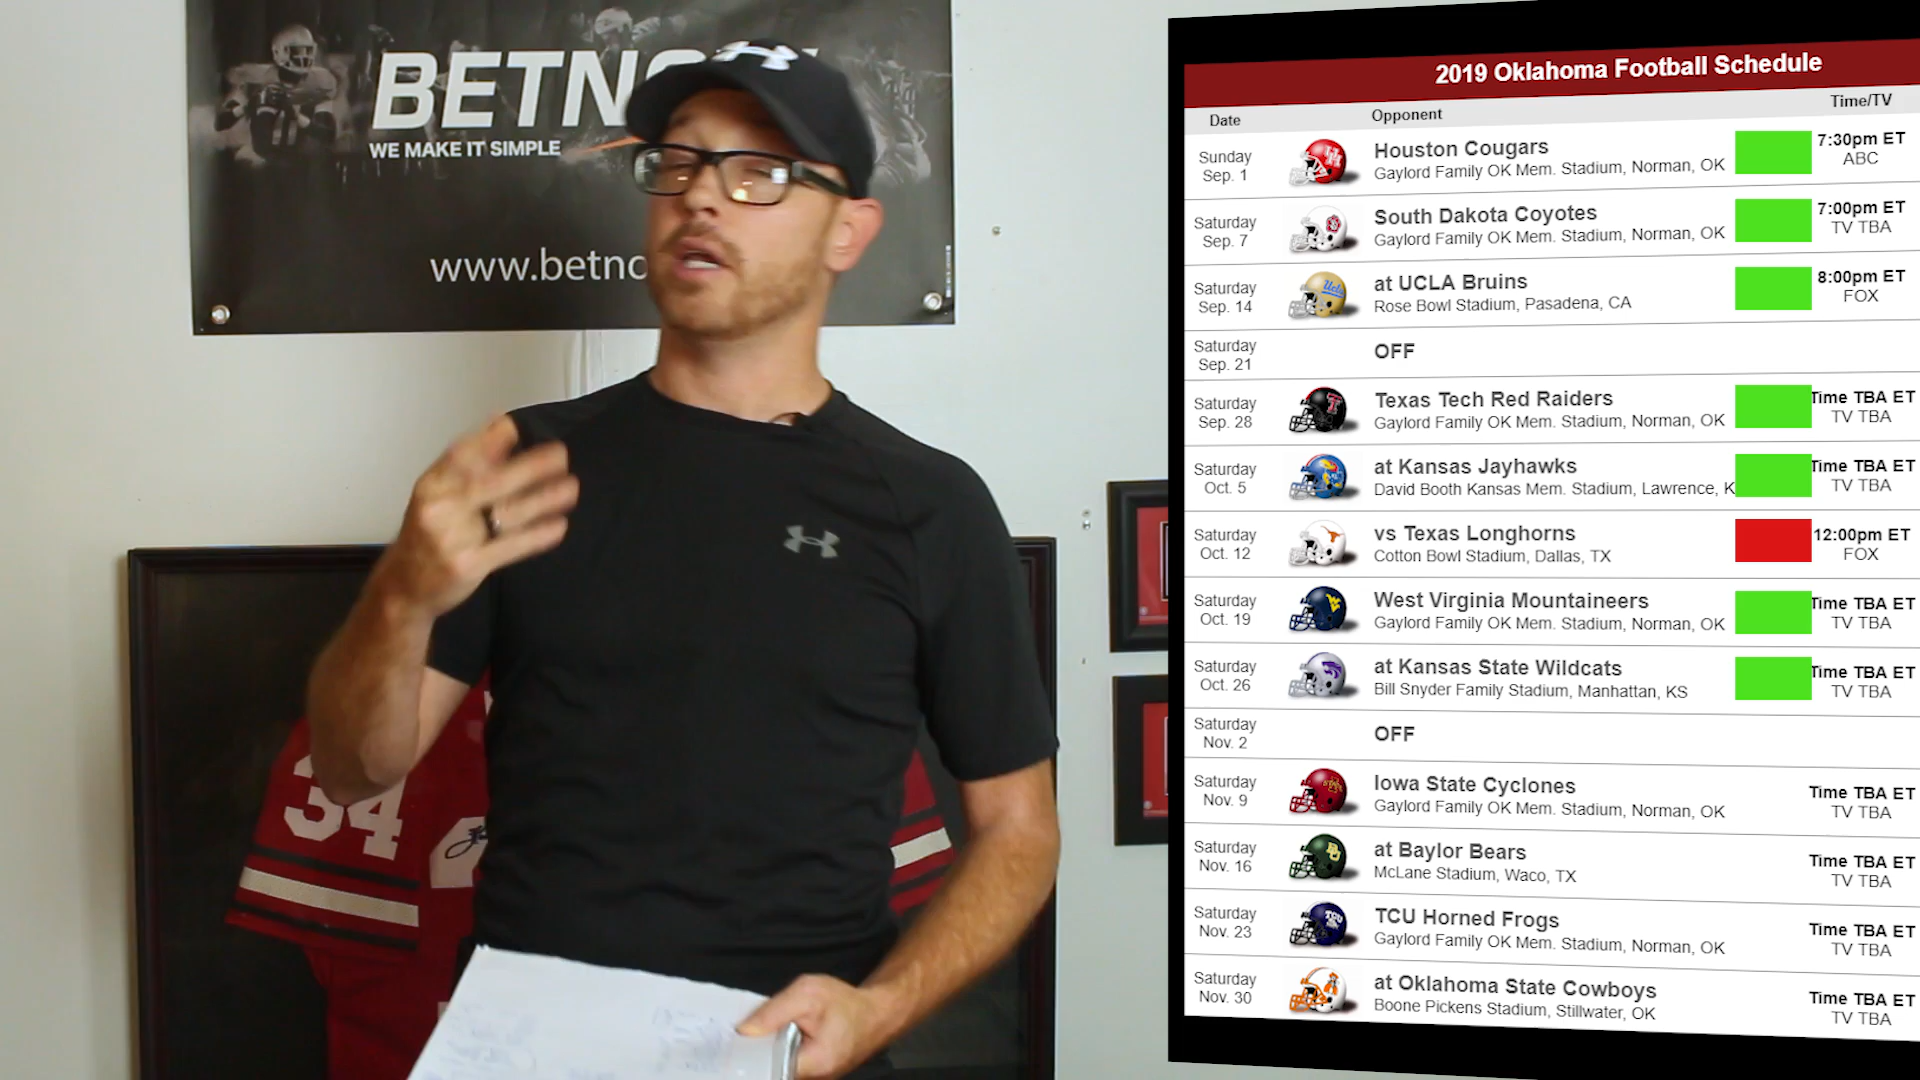 BETNO
WE MAKE IT SIMPLE
www.betno
34
2019 Oklahoma Football Schedule
Date Opponent Time/TV
Sunday
Sep. 1
Houston Cougars
Gaylord Family OK Mem. Stadium, Norman, OK
7:30pm ET
ABC
Saturday
Sep. 7
South Dakota Coyotes
Gaylord Family OK Mem. Stadium, Norman, OK
7:00pm ET
TV TBA
Saturday
Sep. 14
at UCLA Bruins
Rose Bowl Stadium, Pasadena, CA
8:00pm ET
FOX
Saturday
Sep. 21
OFF
Saturday
Sep. 28
Texas Tech Red Raiders
Gaylord Family OK Mem. Stadium, Norman, OK
Time TBA ET
TV TBA
Saturday
Oct. 5
at Kansas Jayhawks
David Booth Kansas Mem. Stadium, Lawrence, K
Time TBA ET
TV TBA
Saturday
Oct. 12
vs Texas Longhorns
Cotton Bowl Stadium, Dallas, TX
12:00pm ET
FOX
Saturday
Oct. 19
West Virginia Mountaineers
Gaylord Family OK Mem. Stadium, Norman, OK
Time TBA ET
TV TBA
Saturday
Oct. 26
at Kansas State Wildcats
Bill Snyder Family Stadium, Manhattan, KS
Time TBA ET
TV TBA
Saturday
Nov. 2
OFF
Saturday
Nov. 9
Iowa State Cyclones
Gaylord Family OK Mem. Stadium, Norman, OK
Time TBA ET
TV TBA
Saturday
Nov. 16
at Baylor Bears
McLane Stadium, Waco, TX
Time TBA ET
TV TBA
Saturday
Nov. 23
TCU Horned Frogs
Gaylord Family OK Mem. Stadium, Norman, OK
Time TBA ET
TV TBA
Saturday
Nov. 30
at Oklahoma State Cowboys
Boone Pickens Stadium, Stillwater, OK
Time TBA ET
TV TBA